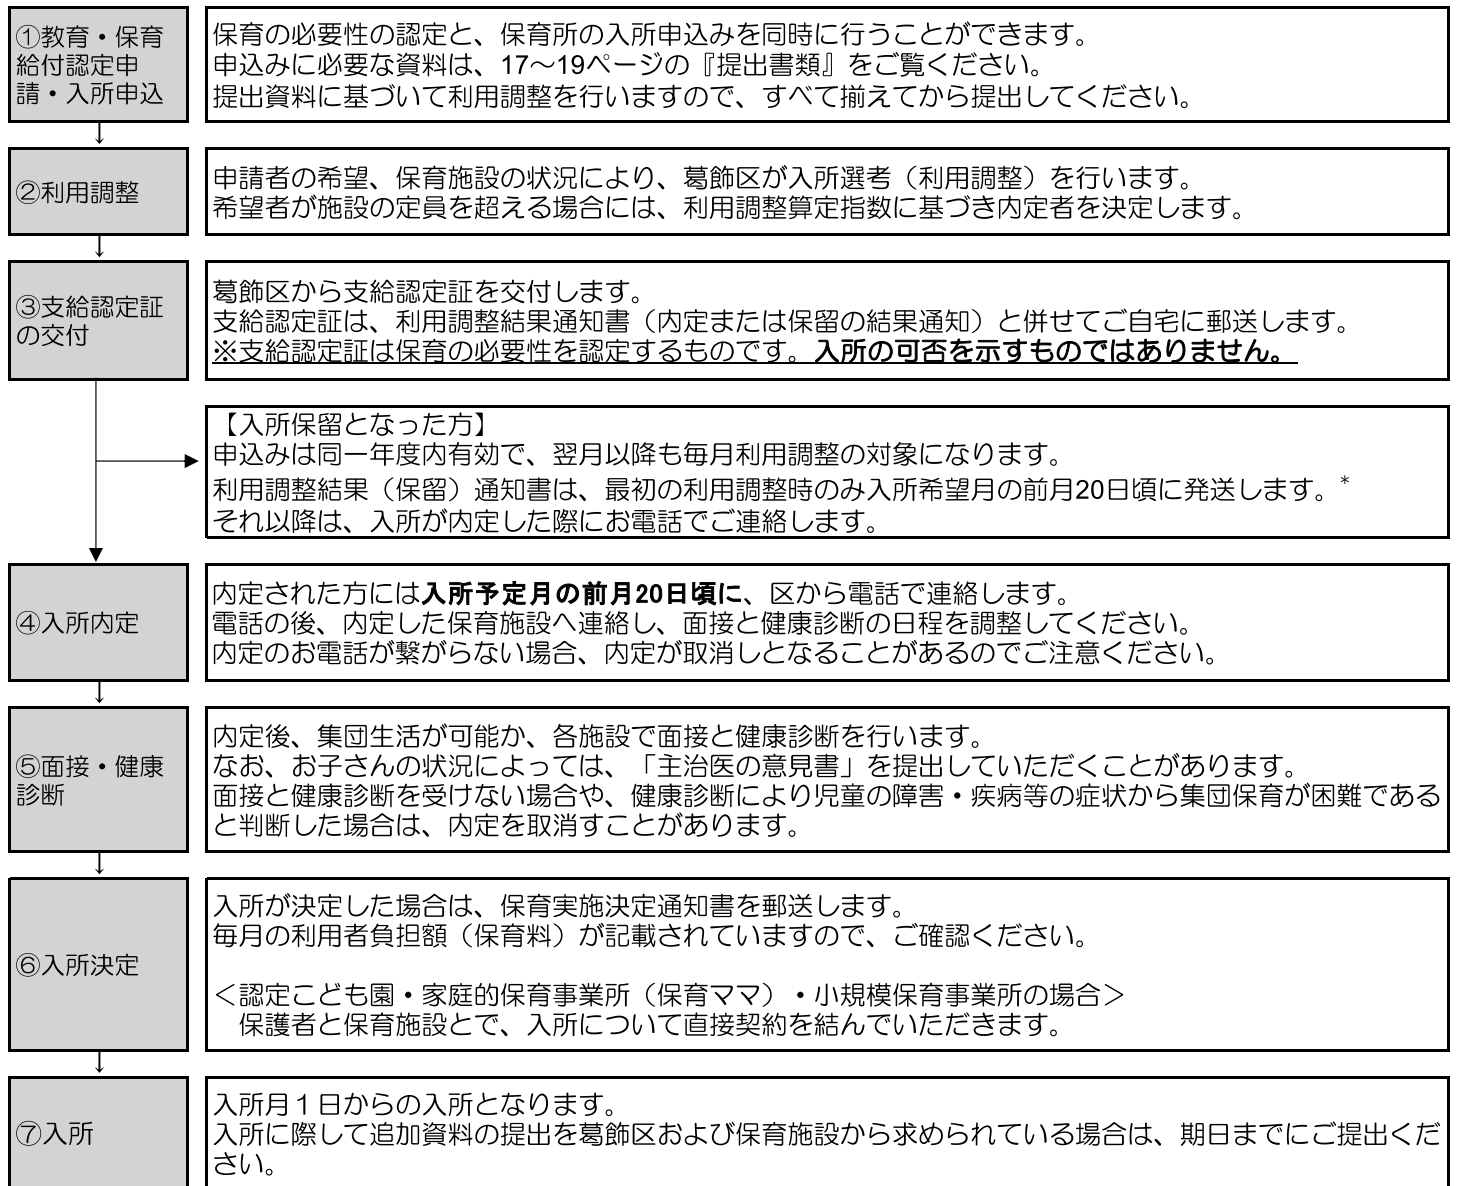 ①教育・保育
給付認定申
請・入所申込
保育の必要性の認定と、保育所の入所申込みを同時に行うことができます。
申込みに必要な資料は、17～19ページの『提出書類』をご覧ください。
提出資料に基づいて利用調整を行いますので、すべて揃えてから提出してください。
↓
②利用調整
申請者の希望、保育施設の状況により、葛飾区が入所選考（利用調整）を行います。
希望者が施設の定員を超える場合には、利用調整算定指数に基づき内定者を決定します。
↓
③支給認定証
の交付
葛飾区から支給認定証を交付します。
支給認定証は、利用調整結果通知書（内定または保留の結果通知）と併せてご自宅に郵送します。
※支給認定証は保育の必要性を認定するものです。入所の可否を示すものではありません。
【入所保留となった方】
申込みは同一年度内有効で、翌月以降も毎月利用調整の対象になります。
利用調整結果（保留）通知書は、最初の利用調整時のみ入所希望月の前月20日頃に発送します。*
それ以降は、入所が内定した際にお電話でご連絡します。
④入所内定
内定された方には入所予定月の前月20日頃に、区から電話で連絡します。
電話の後、内定した保育施設へ連絡し、面接と健康診断の日程を調整してください。
内定のお電話が繋がらない場合、内定が取消しとなることがあるのでご注意ください。
↓
⑤面接・健康
診断
内定後、集団生活が可能か、各施設で面接と健康診断を行います。
なお、お子さんの状況によっては、「主治医の意見書」を提出していただくことがあります。
面接と健康診断を受けない場合や、健康診断により児童の障害・疾病等の症状から集団保育が困難である
と判断した場合は、内定を取消すことがあります。
↓
⑥入所決定
入所が決定した場合は、保育実施決定通知書を郵送します。
毎月の利用者負担額（保育料）が記載されていますので、ご確認ください。
＜認定こども園・家庭的保育事業所（保育ママ）・小規模保育事業所の場合＞
保護者と保育施設とで、入所について直接契約を結んでいただきます。
↓
⑦入所
入所月１日からの入所となります。
入所に際して追加資料の提出を葛飾区および保育施設から求められている場合は、期日までにご提出くだ
さい。